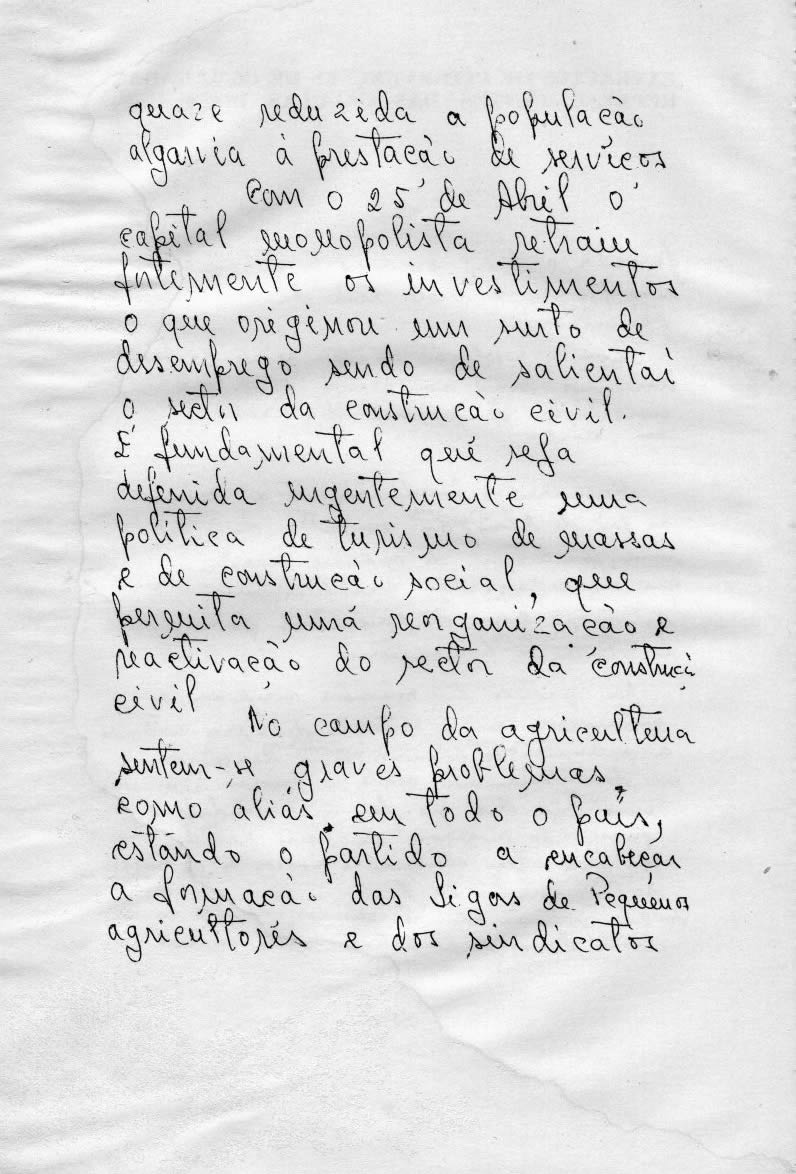 quaze reduzida a população
algarvia à prestação de serviços
Com o 25 de Abril o
capital monopolista retraiu
fortemente os investimentos
o que originou um surto de
desemprego sendo de salientar
o sector da construção civil.
É fundamental que seja
defenida urgentemente uma
política de turismo de massas
e de construção social, que
permita uma reorganização e
reactivação do sector da construçã
civil
No campo da agricultura
sentem-se graves problemas,
como aliás, em todo o país,
estando o partido a encabeçar
a formação das Ligas de Pequenos
agricultores e dos sindicatos